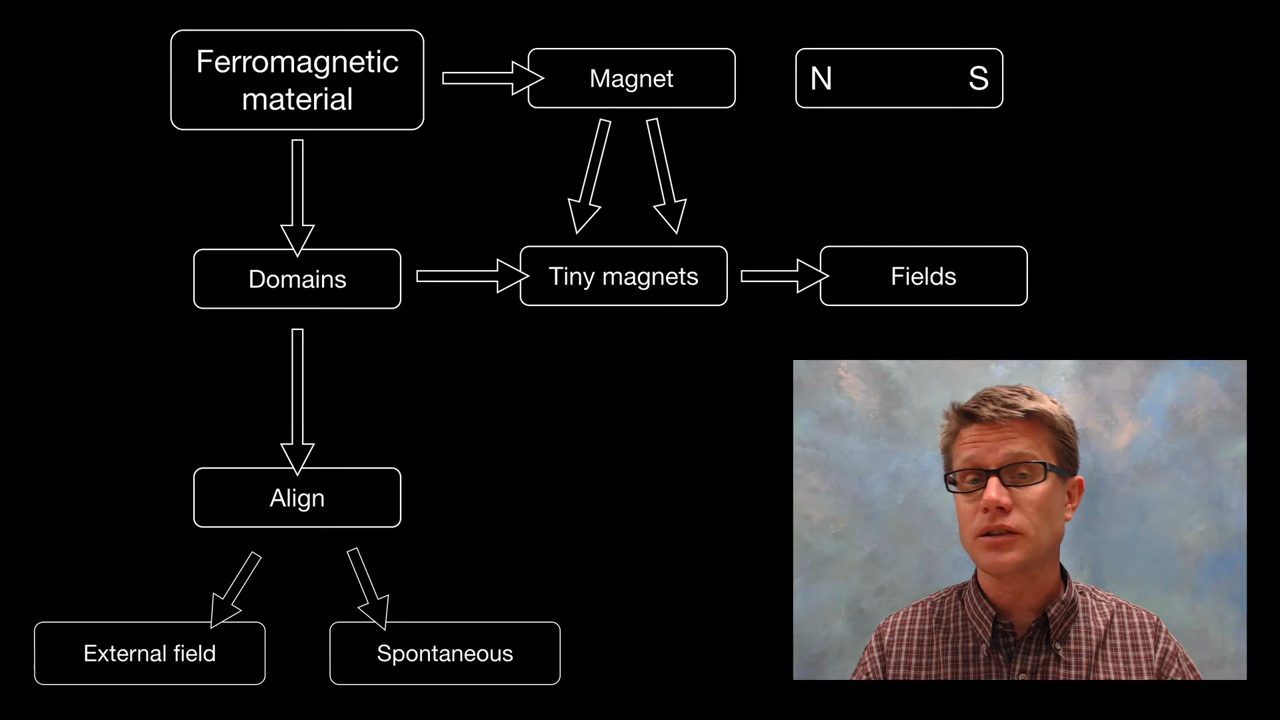 Ferromagnetic
material
Magnet
N S
Domains
Tiny magnets
Fields
Align
External field
Spontaneous